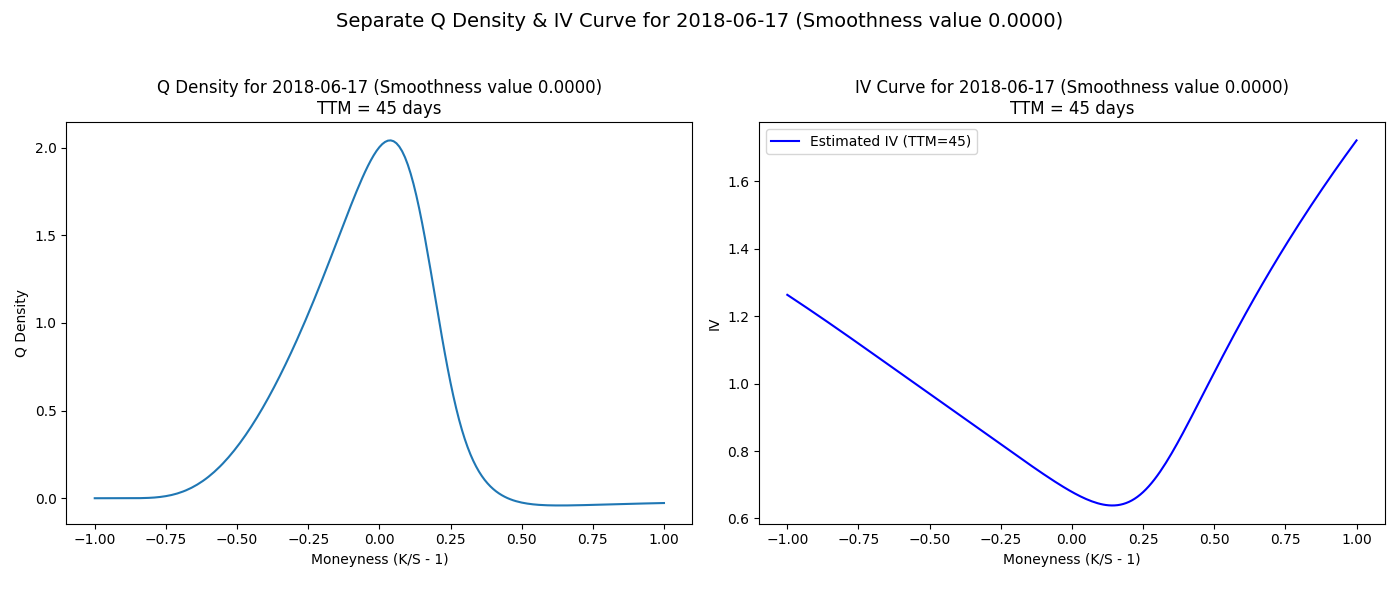 Separate Q Density & IV Curve for 2018-06-17 (Smoothness value 0.0000)
Q Density for 2018-06-17 (Smoothness value 0.0000)
TTM = 45 days
2.0
1.5
1.0
0.5
0.0
Q Density
−1.00 −0.75 −0.50 −0.25 0.00 0.25 0.50 0.75 1.00
Moneyness (K/S - 1)
IV Curve for 2018-06-17 (Smoothness value 0.0000)
TTM = 45 days
Estimated IV (TTM=45)
1.6
1.4
1.2
1.0
0.8
0.6
IV
−1.00 −0.75 −0.50 −0.25 0.00 0.25 0.50 0.75 1.00
Moneyness (K/S - 1)